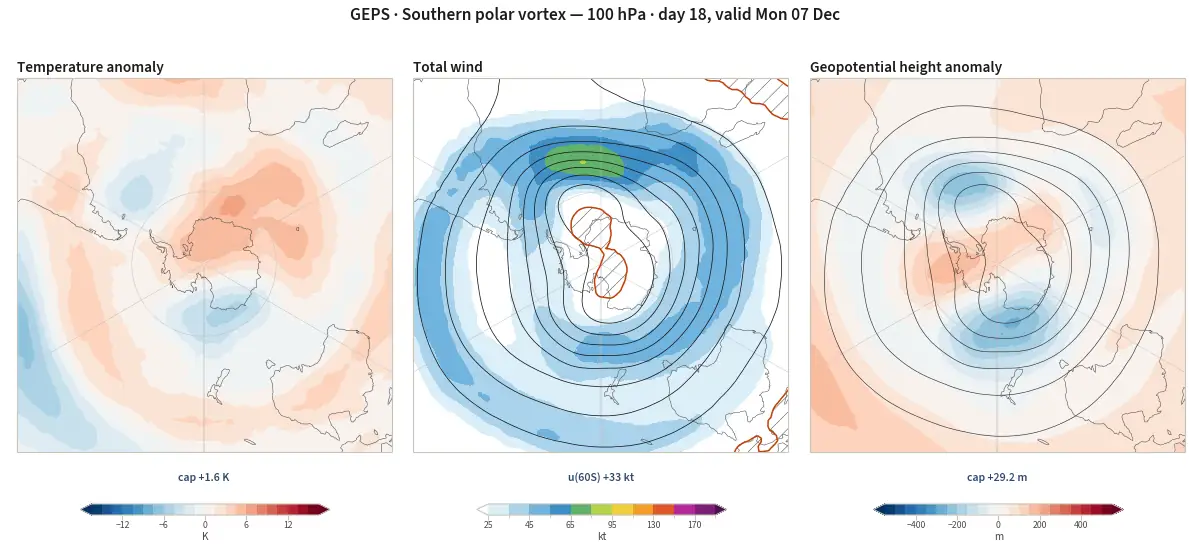 GEPS · Southern polar vortex — 100 hPa · day 18, valid Mon 07 Dec
Temperature anomaly
Total wind
Geopotential height anomaly
cap +1.6 K
u(60S) +33 kt
cap +29.2 m
−12 −6 0 6 12
K
25 45 65 95 130 170
kt
−400 −200 0 200 400
m